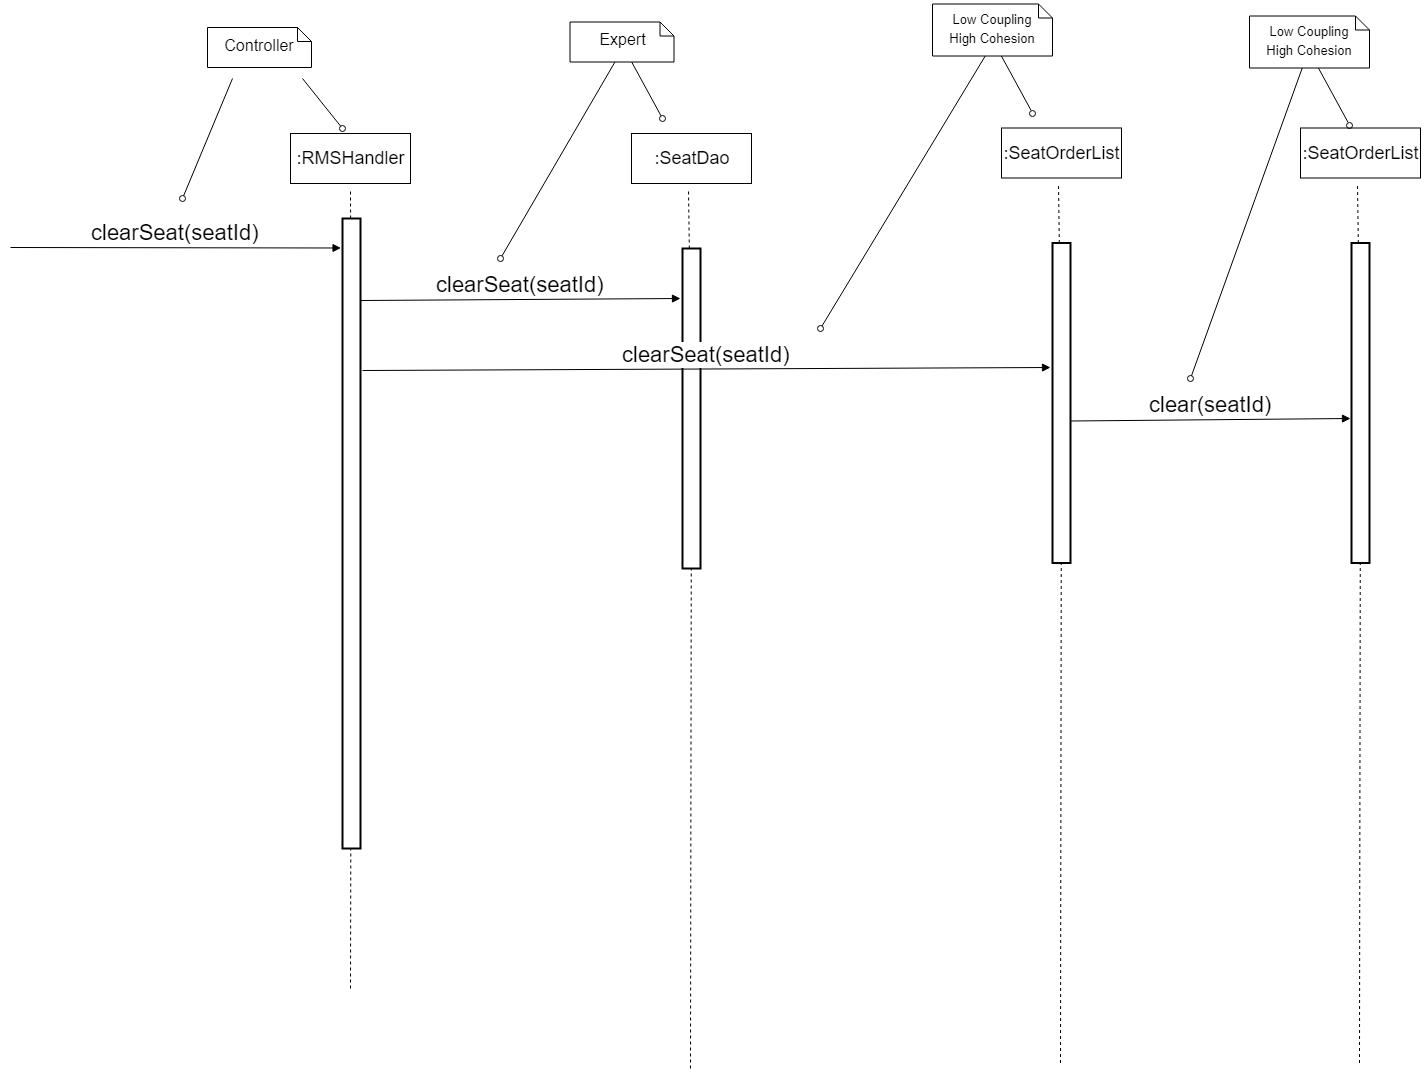 Controller
Expert
Low Coupling
High Cohesion
Low Coupling
High Cohesion
:RMSHandler
:SeatDao
:SeatOrderList
:SeatOrderList
clearSeat(seatId)
clearSeat(seatId)
clearSeat(seatId)
clear(seatId)